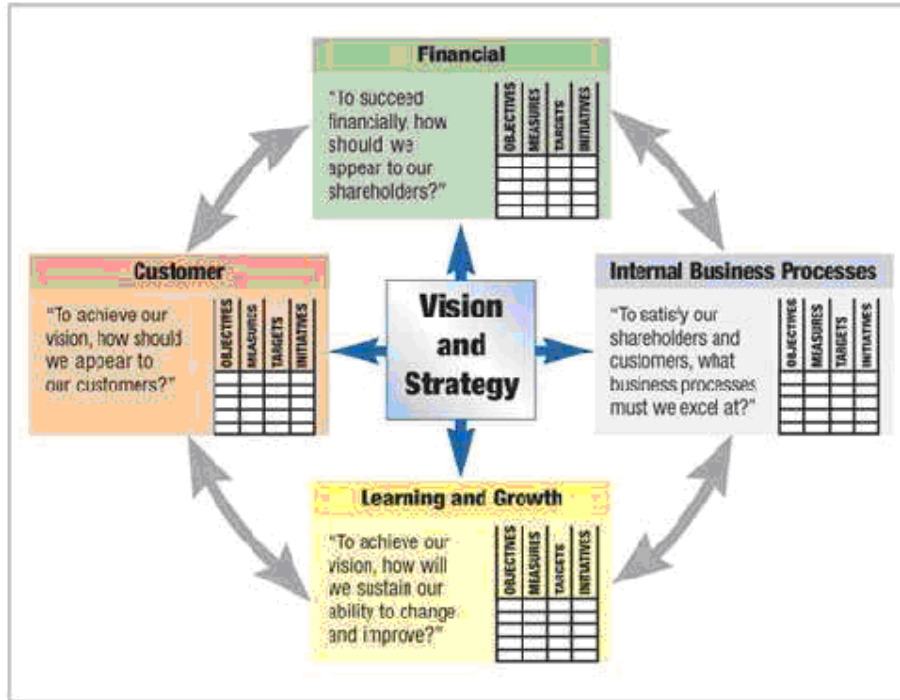 Financial
"To succeed
financially, how
should we
appear to our
shareholders?"
OBJECTIVES
MEASURES
TARGETS
INITIATIVES
Customer
"To achieve our
vision, how should
we appear to
our customers?"
OBJECTIVES
MEASURES
TARGETS
INITIATIVES
Vision
and
Strategy
Internal Business Processes
"To satisfy our
shareholders and
customers, what
business processes
must we excel at?"
OBJECTIVES
MEASURES
TARGETS
INITIATIVES
Learning and Growth
"To achieve our
vision, how will
we sustain our
ability to change
and improve?"
OBJECTIVES
MEASURES
TARGETS
INITIATIVES